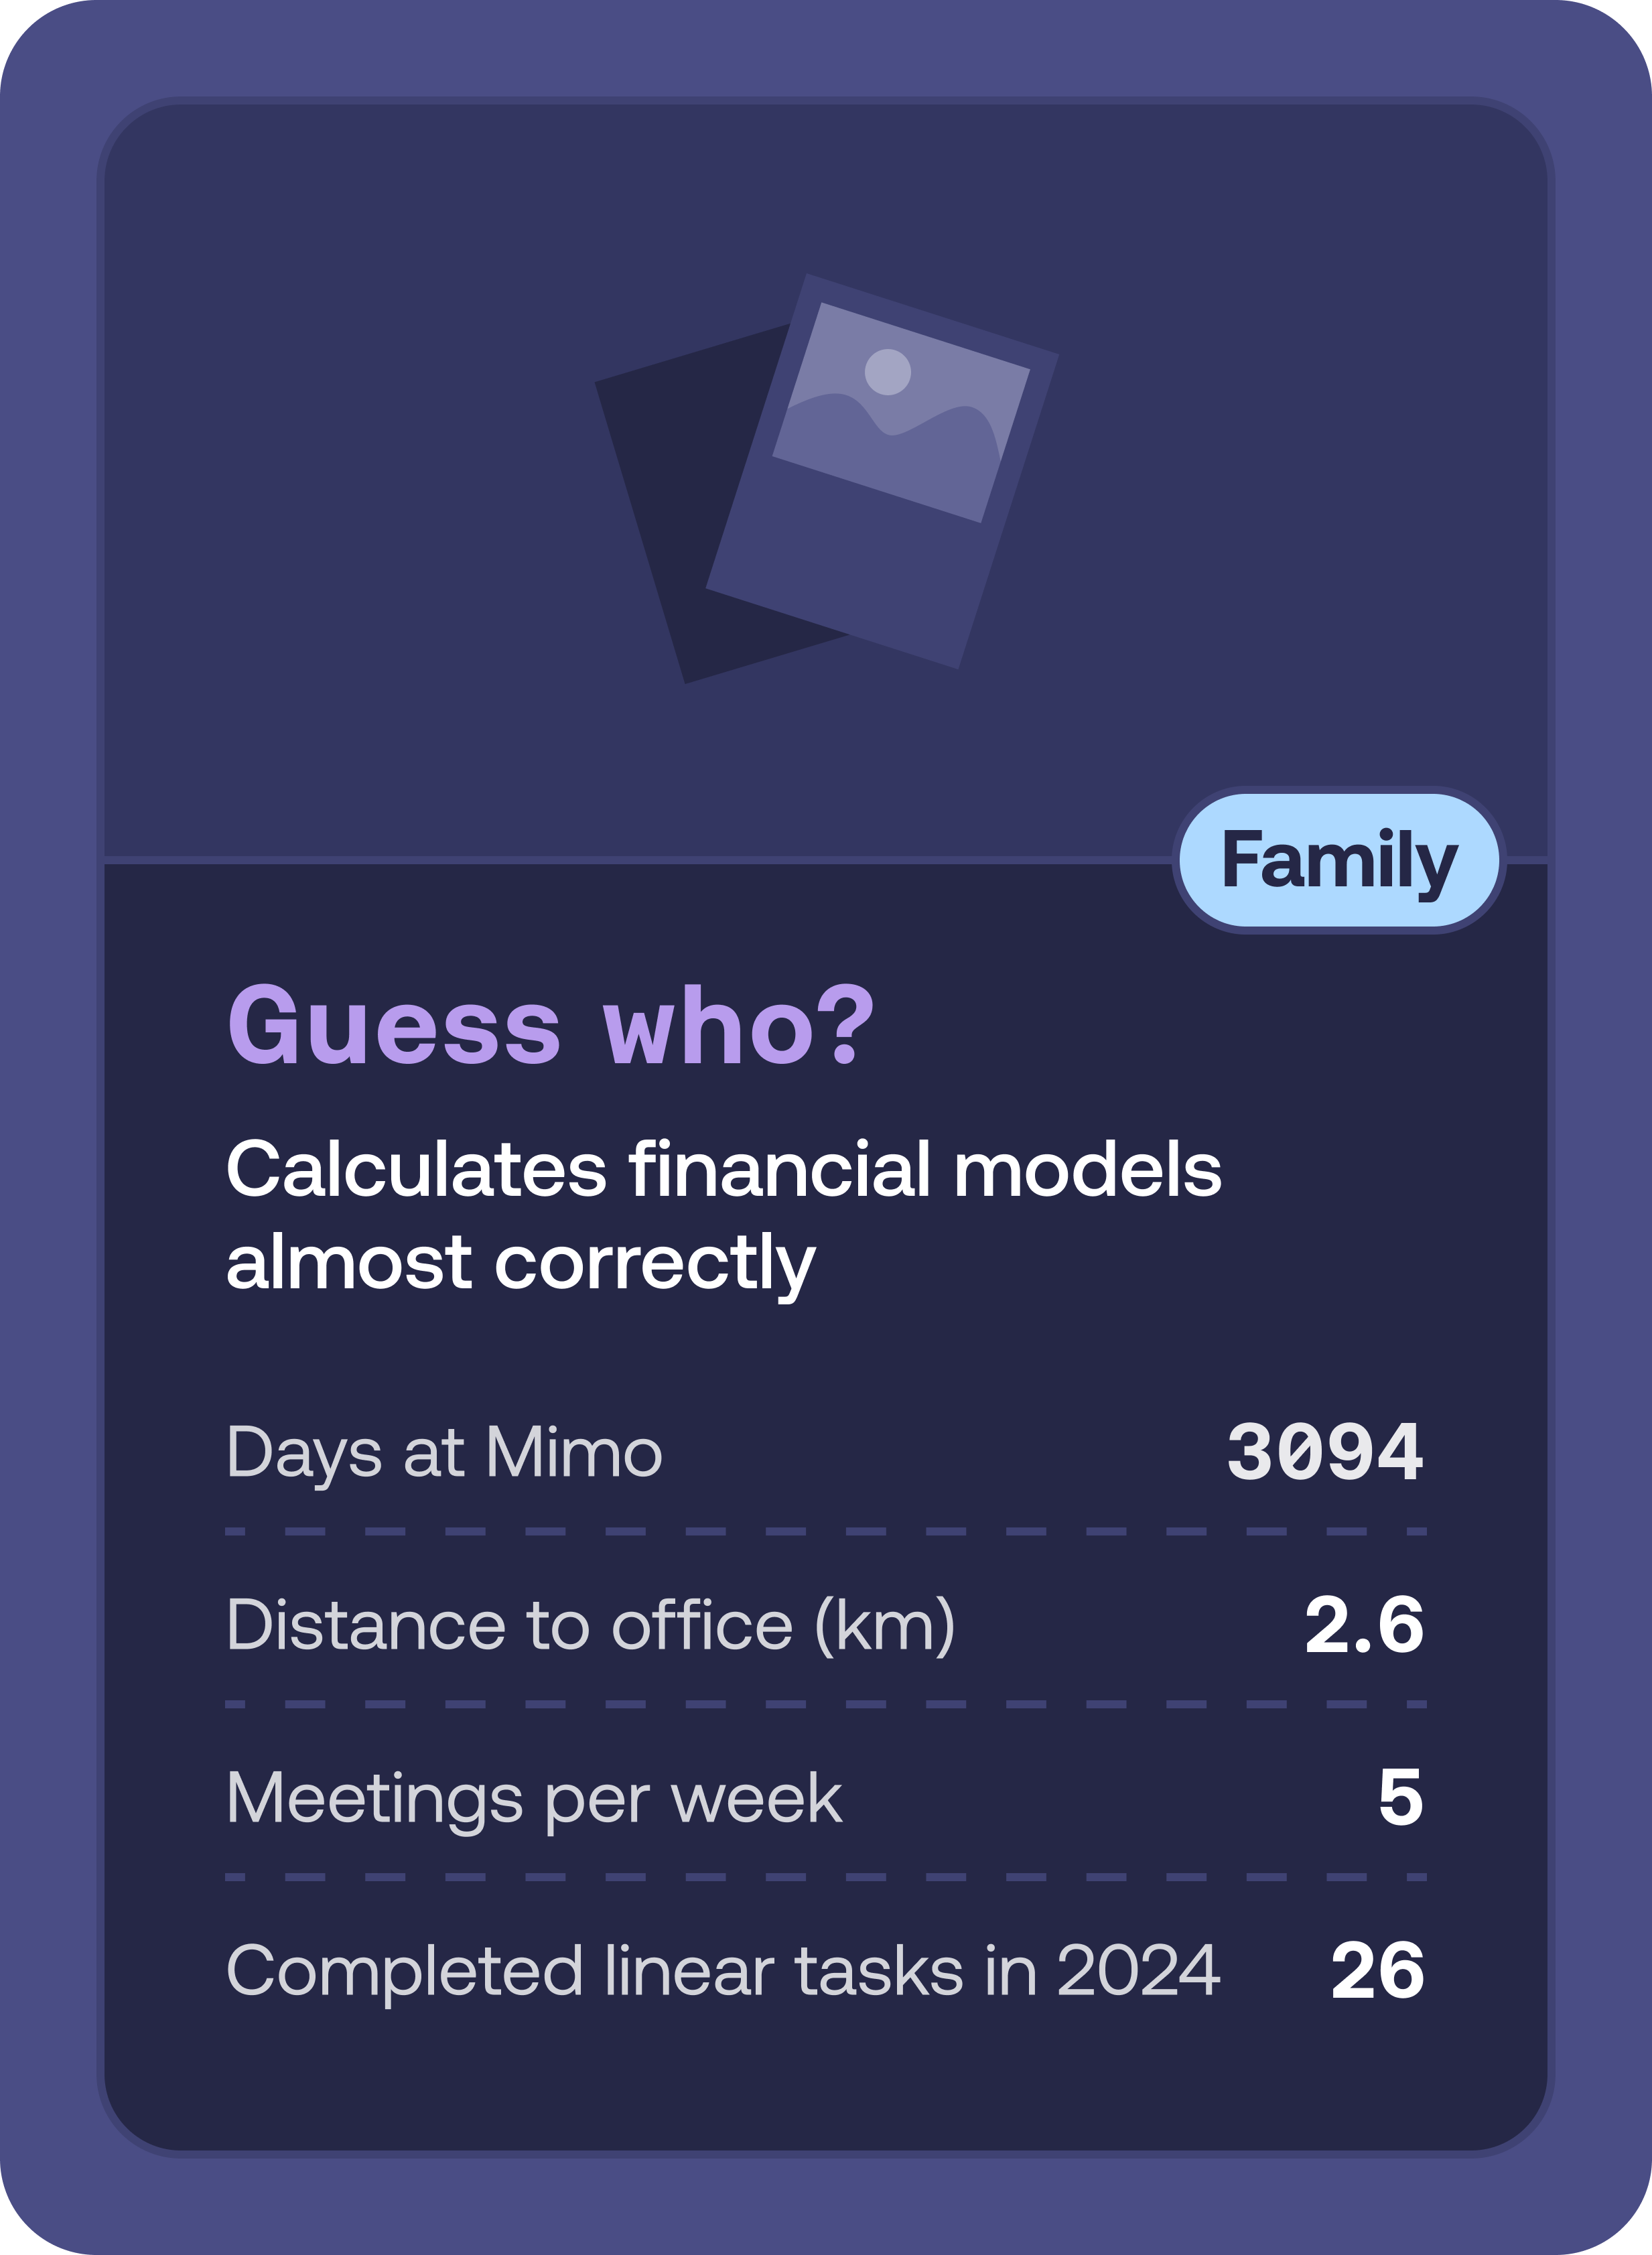 Family
Guess who?
Calculates financial models
almost correctly
Days at Mimo 3094
Distance to office (km) 2.6
Meetings per week 5
Completed linear tasks in 2024 26